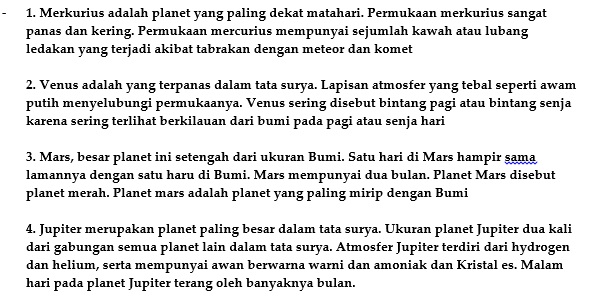 - 1. Merkurius adalah planet yang paling dekat matahari. Permukaan merkurius sangat
panas dan kering. Permukaan mercurius mempunyai sejumlah kawah atau lubang
ledakan yang terjadi akibat tabrakan dengan meteor dan komet
2. Venus adalah yang terpanas dalam tata surya. Lapisan atmosfer yang tebal seperti awam
putih menyelubungi permukaanya. Venus sering disebut bintang pagi atau bintang senja
karena sering terlihat berkilauan dari bumi pada pagi atau senja hari
3. Mars, besar planet ini setengah dari ukuran Bumi. Satu hari di Mars hampir sama
lamannya dengan satu haru di Bumi. Mars mempunyai dua bulan. Planet Mars disebut
planet merah. Planet mars adalah planet yang paling mirip dengan Bumi
4. Jupiter merupakan planet paling besar dalam tata surya. Ukuran planet Jupiter dua kali
dari gabungan semua planet lain dalam tata surya. Atmosfer Jupiter terdiri dari hydrogen
dan helium, serta mempunyai awan berwarna warni dan amoniak dan Kristal es. Malam
hari pada planet Jupiter terang oleh banyaknya bulan.